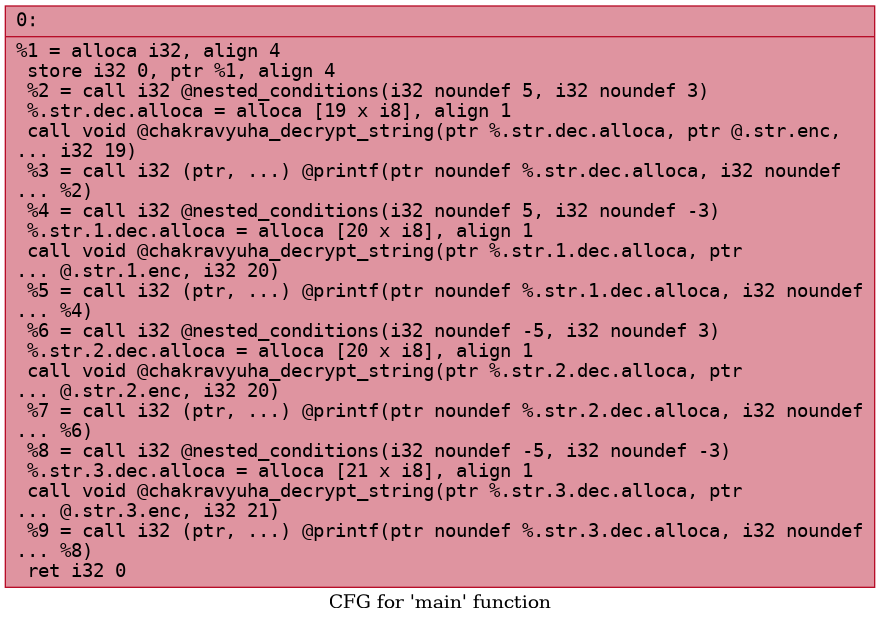 0:
%1 = alloca i32, align 4
store i32 0, ptr %1, align 4
%2 = call i32 @nested_conditions(i32 noundef 5, i32 noundef 3)
%.str.dec.alloca = alloca [19 x i8], align 1
call void @chakravyuha_decrypt_string(ptr %.str.dec.alloca, ptr @.str.enc,
... i32 19)
%3 = call i32 (ptr, ...) @printf(ptr noundef %.str.dec.alloca, i32 noundef
... %2)
%4 = call i32 @nested_conditions(i32 noundef 5, i32 noundef -3)
%.str.1.dec.alloca = alloca [20 x i8], align 1
call void @chakravyuha_decrypt_string(ptr %.str.1.dec.alloca, ptr
... @.str.1.enc, i32 20)
%5 = call i32 (ptr, ...) @printf(ptr noundef %.str.1.dec.alloca, i32 noundef
... %4)
%6 = call i32 @nested_conditions(i32 noundef -5, i32 noundef 3)
%.str.2.dec.alloca = alloca [20 x i8], align 1
call void @chakravyuha_decrypt_string(ptr %.str.2.dec.alloca, ptr
... @.str.2.enc, i32 20)
%7 = call i32 (ptr, ...) @printf(ptr noundef %.str.2.dec.alloca, i32 noundef
... %6)
%8 = call i32 @nested_conditions(i32 noundef -5, i32 noundef -3)
%.str.3.dec.alloca = alloca [21 x i8], align 1
call void @chakravyuha_decrypt_string(ptr %.str.3.dec.alloca, ptr
... @.str.3.enc, i32 21)
%9 = call i32 (ptr, ...) @printf(ptr noundef %.str.3.dec.alloca, i32 noundef
... %8)
ret i32 0
CFG for 'main' function